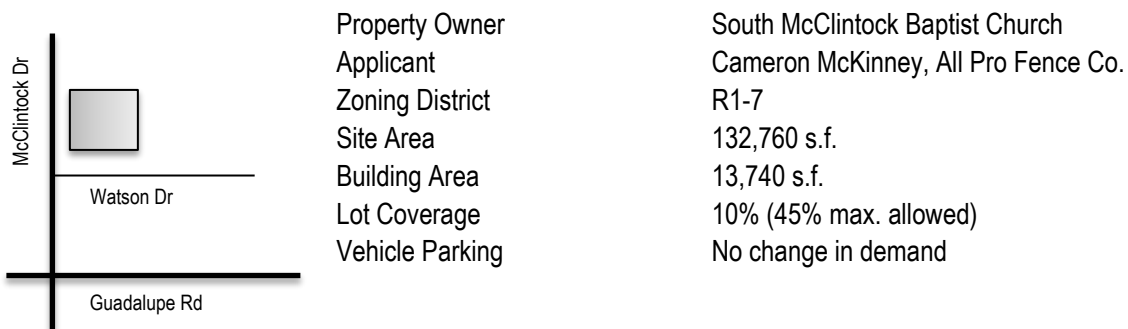 McClintock Dr
Watson Dr
Guadalupe Rd
Property Owner South McClintock Baptist Church
Applicant Cameron McKinney, All Pro Fence Co.
Zoning District R1-7
Site Area 132,760 s.f.
Building Area 13,740 s.f.
Lot Coverage 10% (45% max. allowed)
Vehicle Parking No change in demand